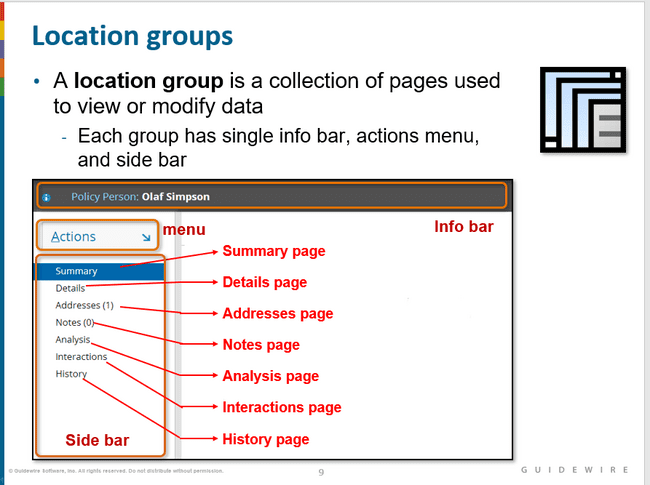 Location groups
• A location group is a collection of pages used
to view or modify data
- Each group has single info bar, actions menu,
and side bar
Policy Person: Olaf Simpson
Actions
menu
Info bar
Summary
Summary page
Details
Details page
Addresses (1)
Addresses page
Notes (0)
Notes page
Analysis
Analysis page
Interactions
Interactions page
History
History page
Side bar
© Guidewire Software, Inc. All rights reserved. Do not distribute without permission.
9
GUIDEWIRE